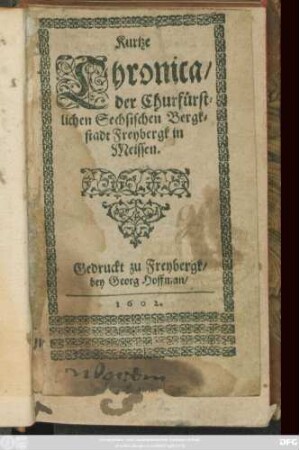 Kurtze
Chronica/
der Churfürst-
lichen Sechsischen Bergk-
stadt Freybergk in
Meissen.
Gedruckt zu Freybergk/
bey Georg Hoffman/
1602.